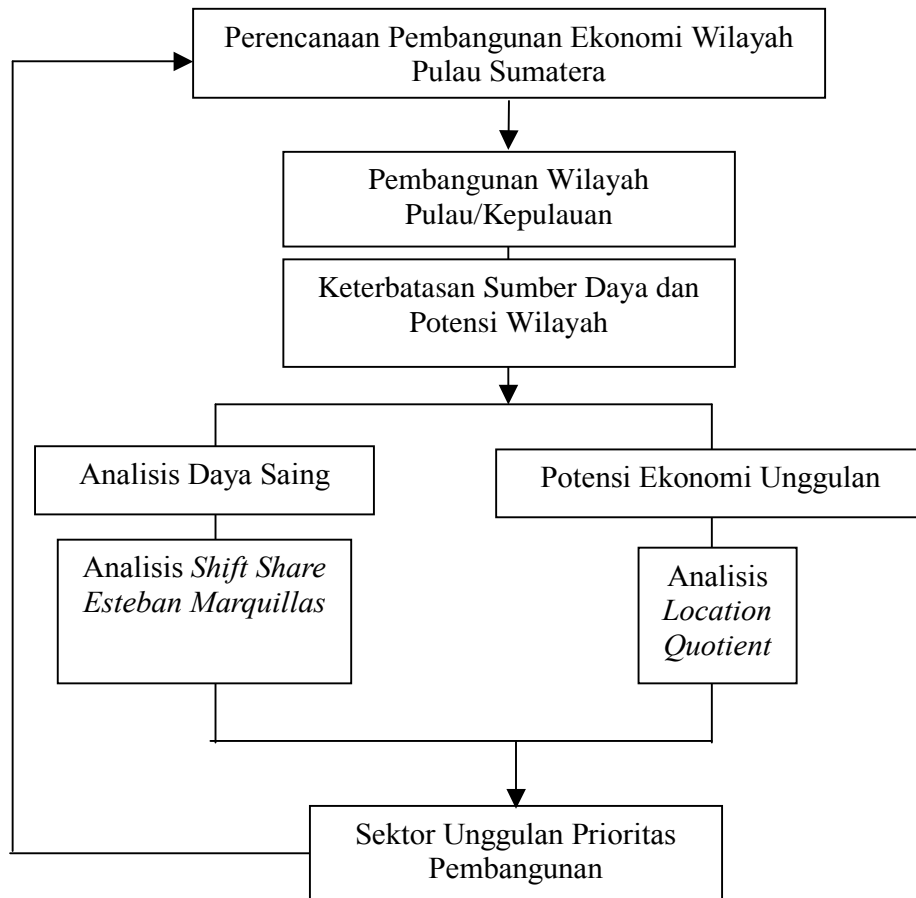 Perencanaan Pembangunan Ekonomi Wilayah
Pulau Sumatera
Pembangunan Wilayah
Pulau/Kepulauan
Keterbatasan Sumber Daya dan
Potensi Wilayah
Analisis Daya Saing
Potensi Ekonomi Unggulan
Analisis Shift Share
Esteban Marquillas
Analisis
Location
Quotient
Sektor Unggulan Prioritas
Pembangunan